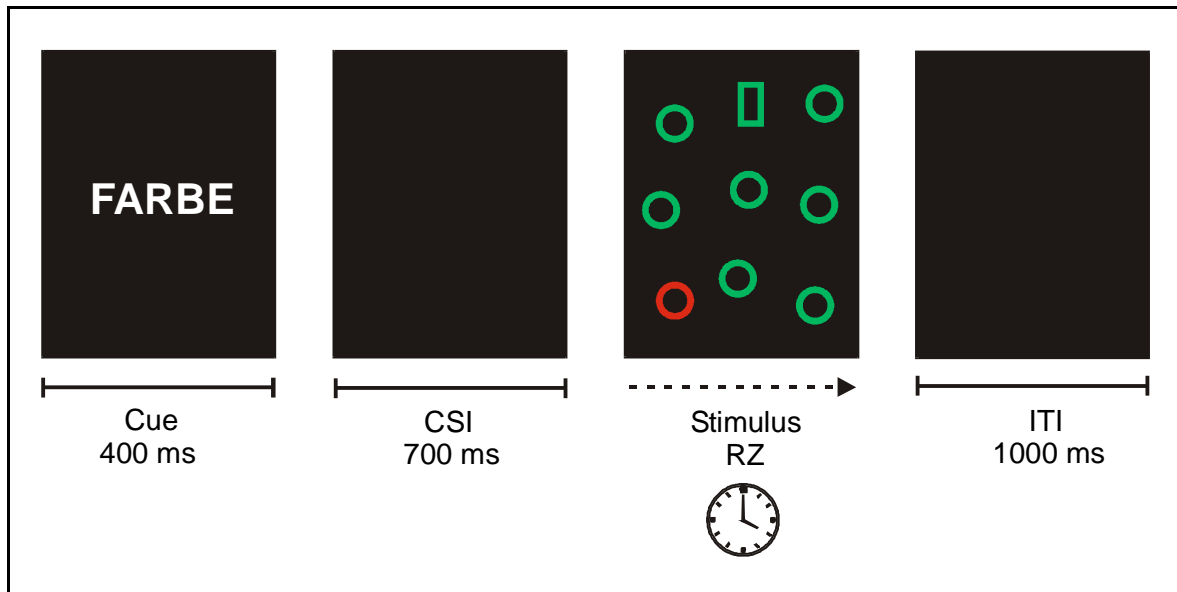 FARBE
Cue
400 ms
CSI
700 ms
Stimulus
RZ
ITI
1000 ms